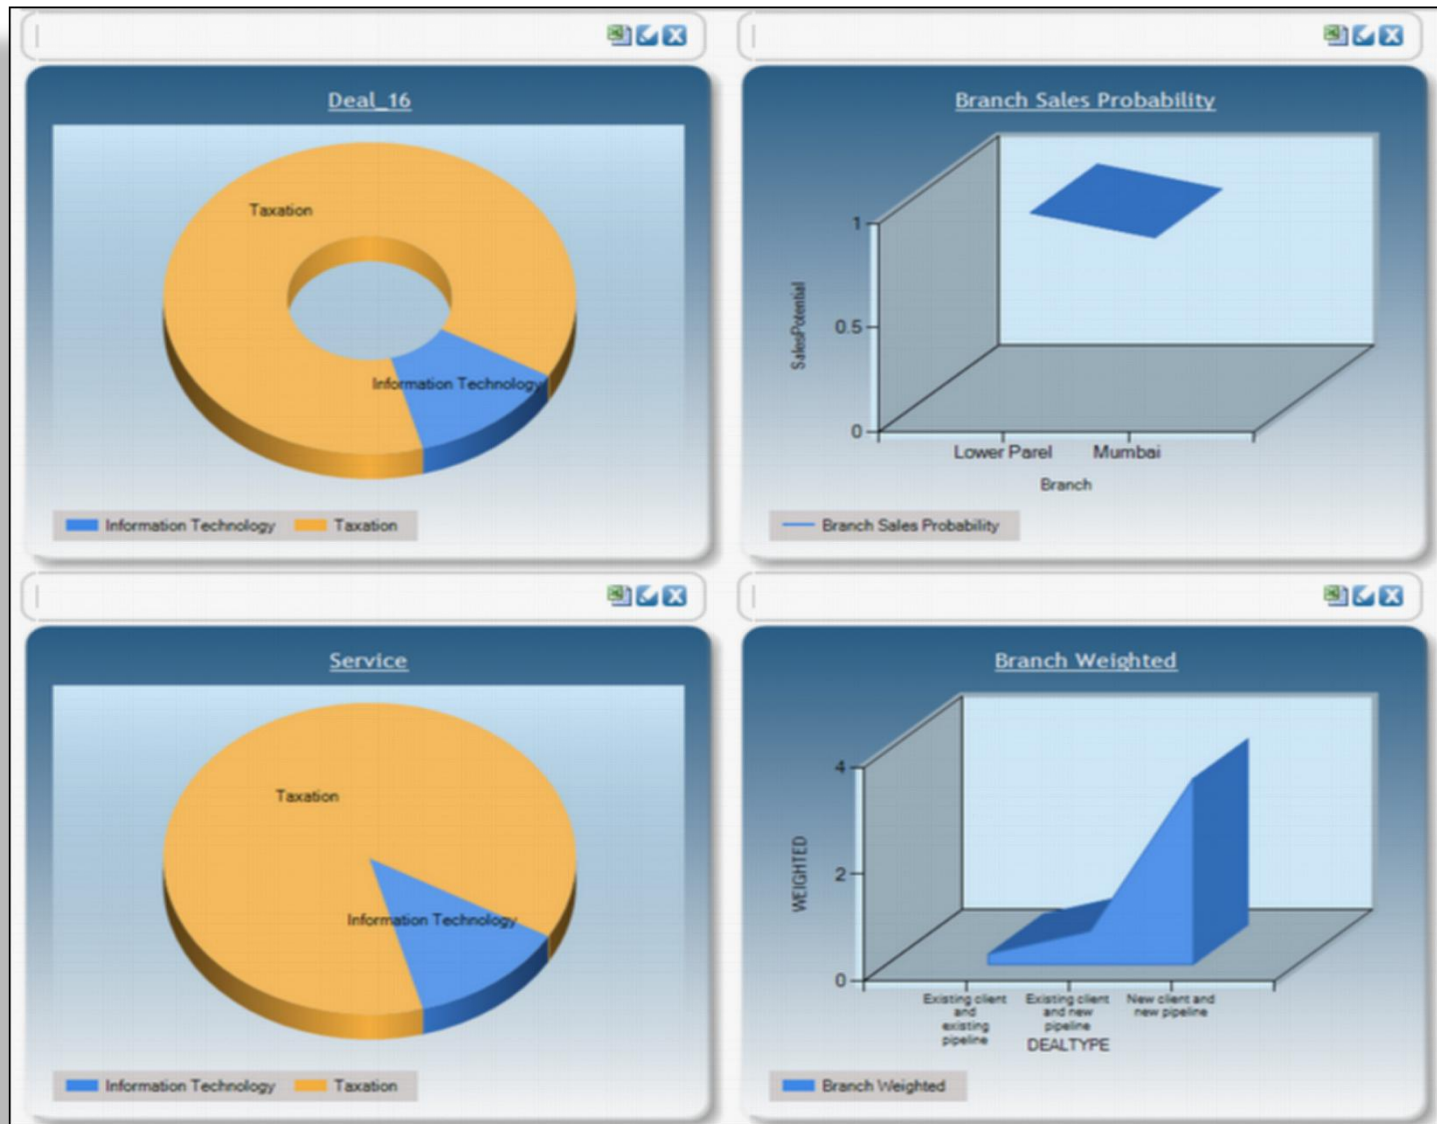 Deal_16
Taxation
Information Technology
Information Technology Taxation
Branch Sales Probability
1
0.5
0
SalesPotential
Lower Parel Mumbai
Branch
Branch Sales Probability
Service
Taxation
Information Technology
Information Technology Taxation
Branch Weighted
4
2
0
WEIGHTED
Existing client
and
existing
pipeline
Existing client
and new
pipeline
New client and
new pipeline
DEALTYPE
Branch Weighted